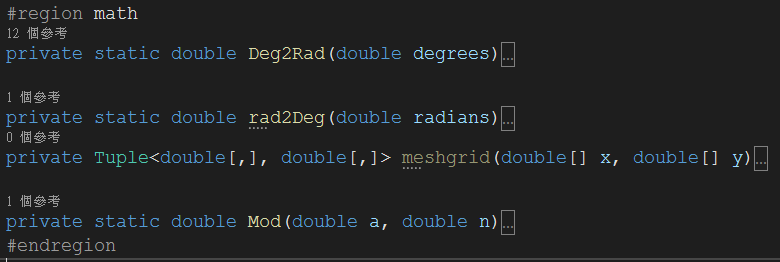 #region math
12 個參考
private static double Deg2Rad(double degrees)...
1 個參考
private static double rad2Deg(double radians)...
0 個參考
private Tuple<double[,], double[,]> meshgrid(double[] x, double[] y)...
1 個參考
private static double Mod(double a, double n)...
#endregion